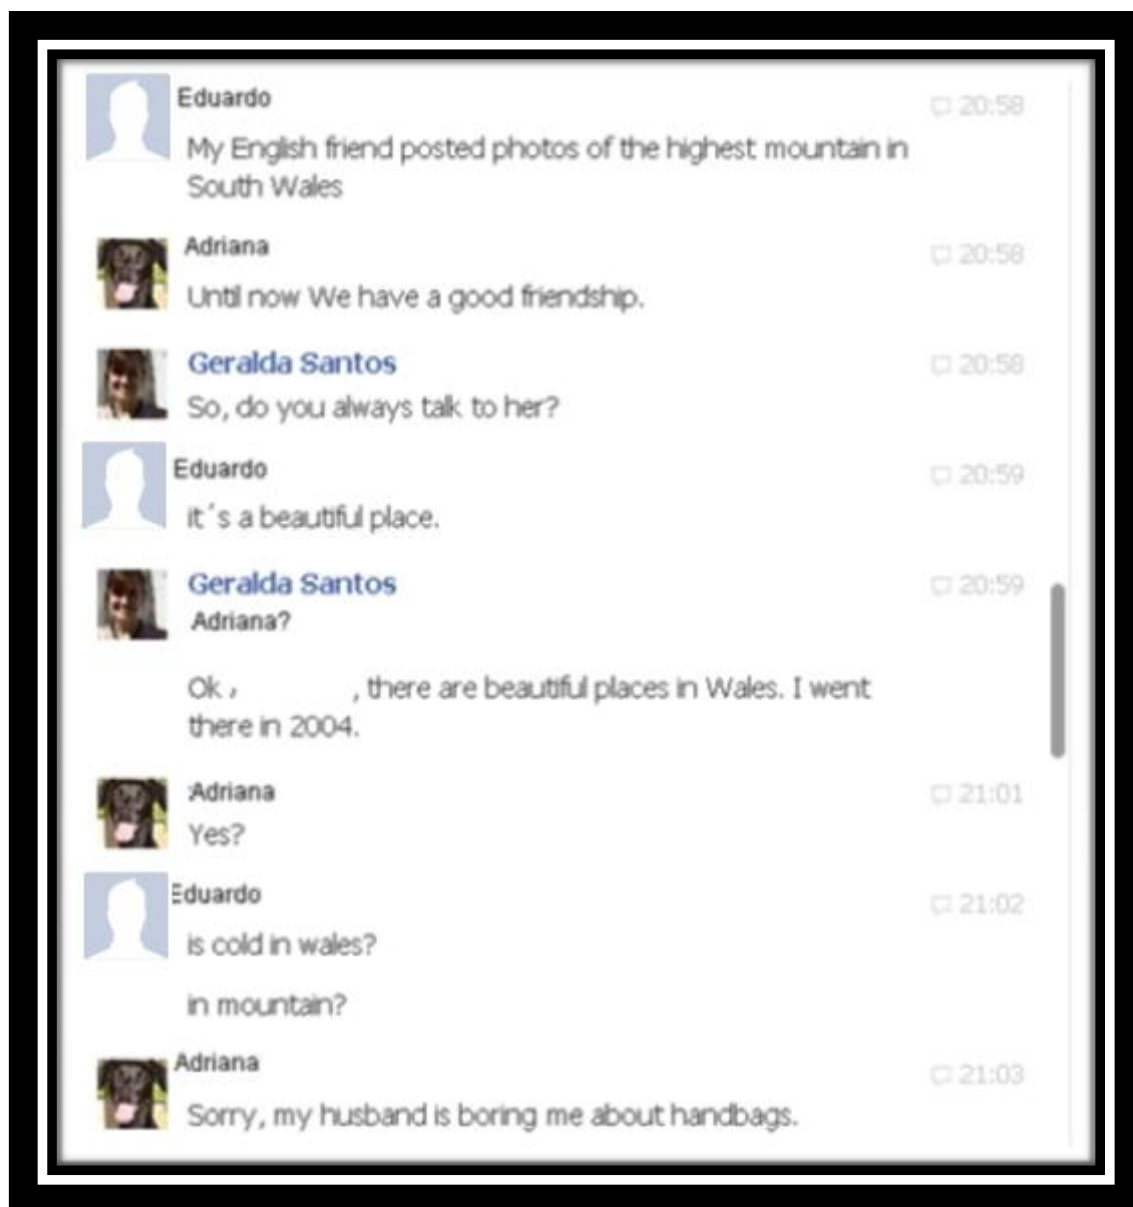 Eduardo
20:58
My English friend posted photos of the highest mountain in
South Wales
Adriana
20:58
Until now We have a good friendship.
Geralda Santos
20:58
So, do you always talk to her?
Eduardo
20:59
it´s a beautiful place.
Geralda Santos
20:59
Adriana?
Ok , , there are beautiful places in Wales. I went
there in 2004.
Adriana
21:01
Yes?
Eduardo
21:02
is cold in wales?
in mountain?
Adriana
21:03
Sorry, my husband is boring me about handbags.